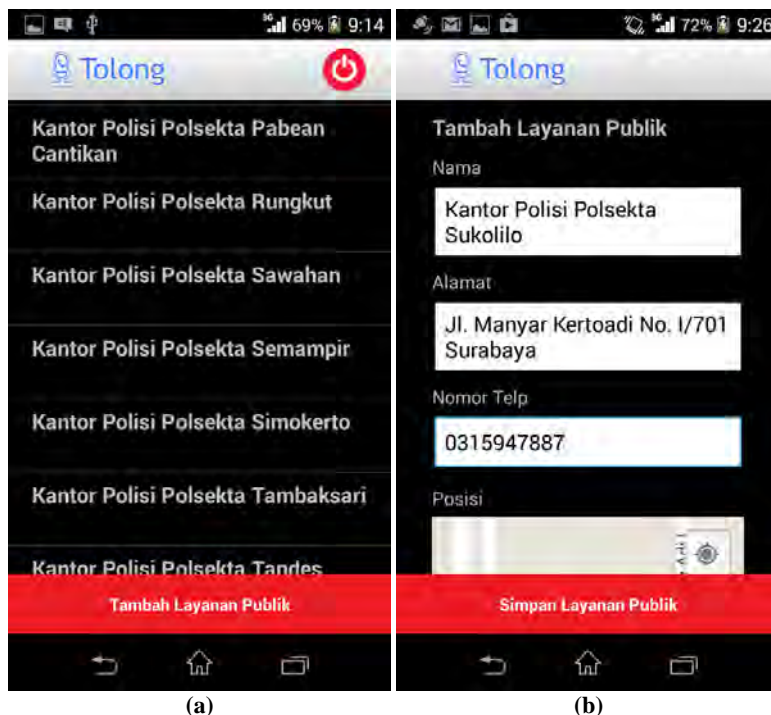 3G 69% 9:14
Tolong
Kantor Polisi Polsekta Pabean
Cantikan
Kantor Polisi Polsekta Rungkut
Kantor Polisi Polsekta Sawahan
Kantor Polisi Polsekta Semampir
Kantor Polisi Polsekta Simokerto
Kantor Polisi Polsekta Tambaksari
Kantor Polisi Polsekta Tandes
Tambah Layanan Publik
(a)
3G 72% 9:26
Tolong
Tambah Layanan Publik
Nama
Kantor Polisi Polsekta
Sukolilo
Alamat
Jl. Manyar Kertoadi No. I/701
Surabaya
Nomor Telp
0315947887
Posisi
Simpan Layanan Publik
(b)